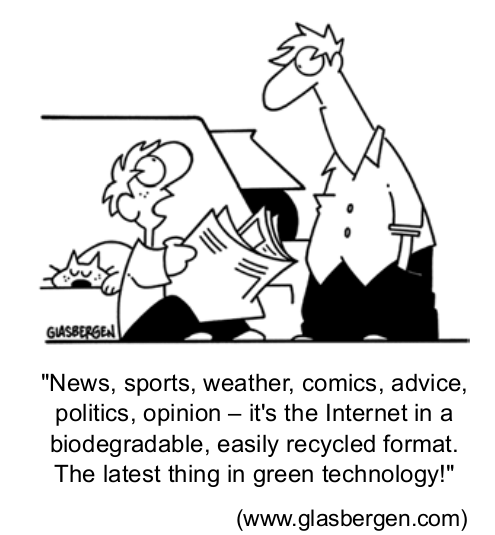 GLASBERGEN
"News, sports, weather, comics, advice,
politics, opinion – it's the Internet in a
biodegradable, easily recycled format.
The latest thing in green technology!"
(www.glasbergen.com)